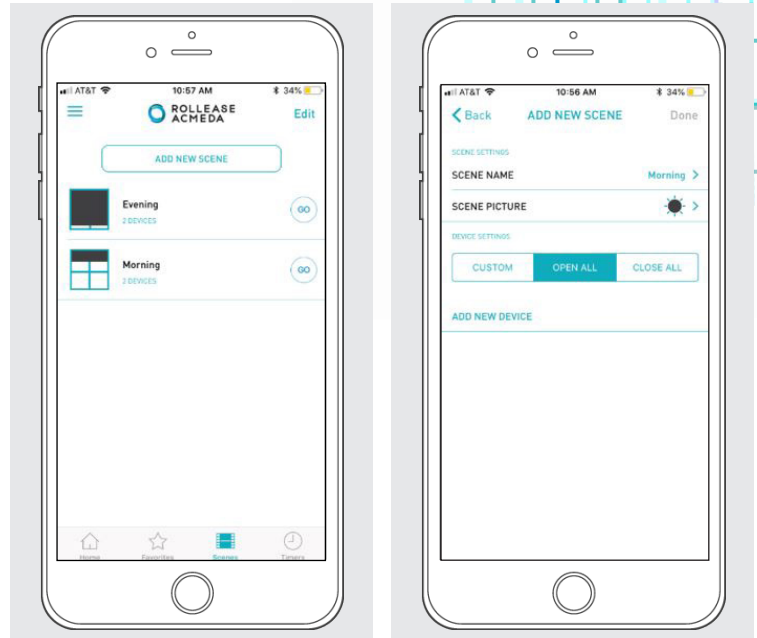 AT&T 10:57 AM 34%
ROLLEASE
ACMEDA
Edit
ADD NEW SCENE
Evening
2 DEVICES
GO
Morning
2 DEVICES
GO
Home Favorites Scenes Timers
AT&T 10:56 AM 34%
Back ADD NEW SCENE Done
SCENE SETTINGS
SCENE NAME Morning
SCENE PICTURE
DEVICE SETTINGS
CUSTOM OPEN ALL CLOSE ALL
ADD NEW DEVICE